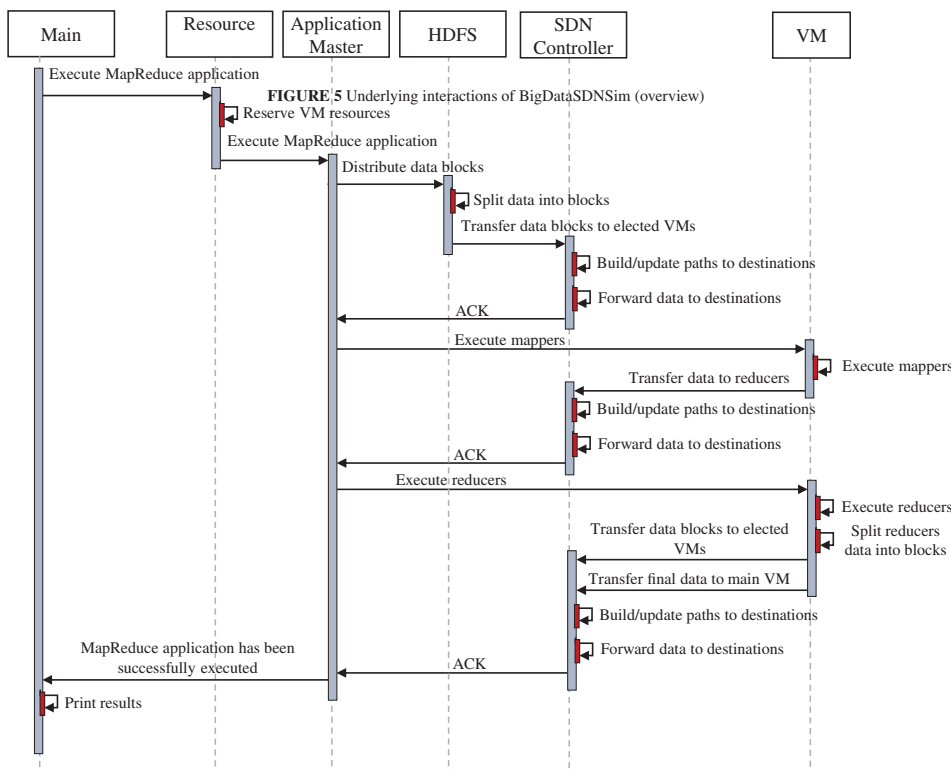 Main
Resource
Application
Master
HDFS
SDN
Controller
VM
Execute MapReduce application
FIGURE 5 Underlying interactions of BigDataSDNSim (overview)
Reserve VM resources
Execute MapReduce application
Distribute data blocks
Split data into blocks
Transfer data blocks to elected VMs
Build/update paths to destinations
Forward data to destinations
ACK
Execute mappers
Execute mappers
Transfer data to reducers
Build/update paths to destinations
Forward data to destinations
ACK
Execute reducers
Execute reducers
Split reducers
data into blocks
Transfer data blocks to elected
VMs
Transfer final data to main VM
Build/update paths to destinations
Forward data to destinations
ACK
MapReduce application has been
successfully executed
Print results